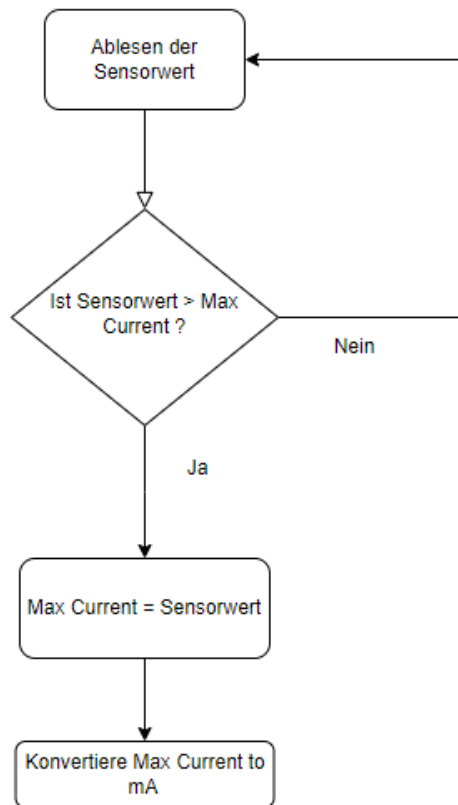 Ablesen der
Sensorwert
Ist Sensorwert > Max
Current ?
Nein
Ja
Max Current = Sensorwert
Konvertiere Max Current to
mA